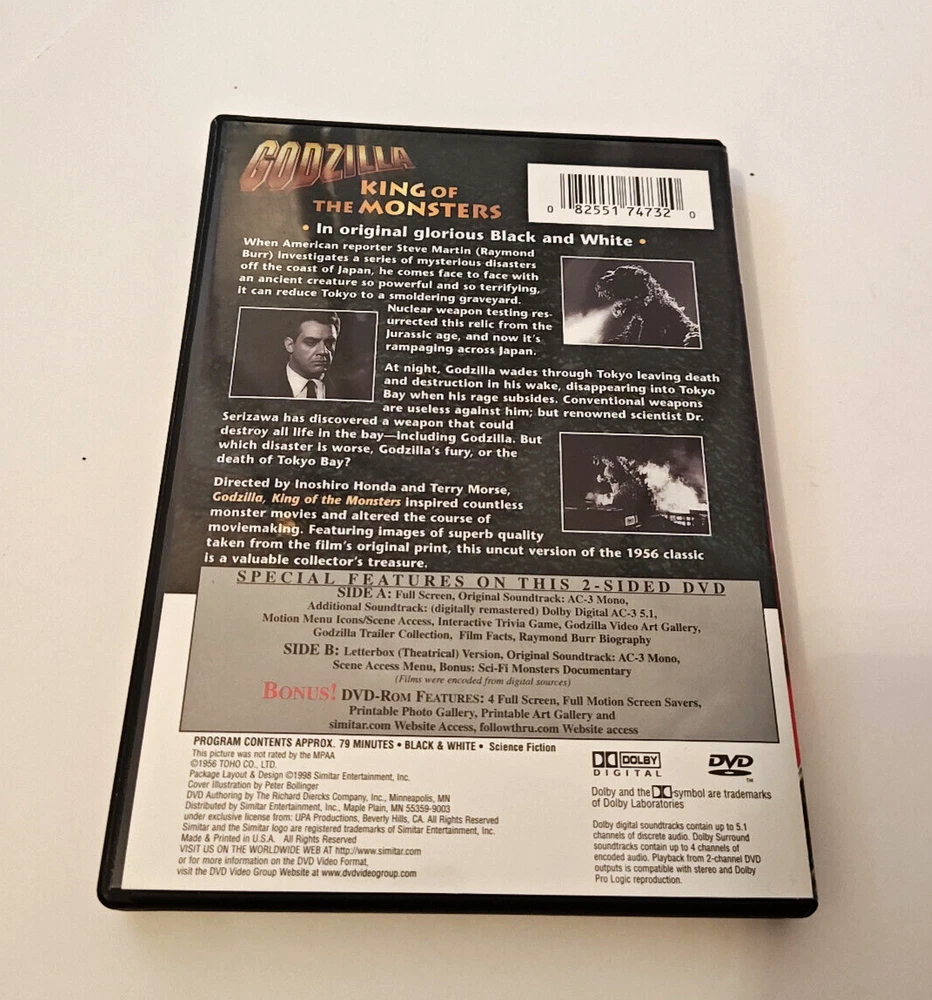 GODZILLA
KING OF
THE MONSTERS
0 82551 74732 0
• In original glorious Black and White •
When American reporter Steve Martin (Raymond
Burr) investigates a series of mysterious disasters
off the coast of Japan, he comes face to face with
an ancient creature so powerful and so terrifying,
it can reduce Tokyo to a smoldering graveyard.
Nuclear weapon testing res-
urrected this relic from the
Jurassic age, and now it's
rampaging across Japan.
At night, Godzilla wades through Tokyo leaving death
and destruction in his wake, disappearing into Tokyo
Bay when his rage subsides. Conventional weapons
are useless against him; but renowned scientist Dr.
Serizawa has discovered a weapon that could
destroy all life in the bay—including Godzilla. But
which disaster is worse, Godzilla's fury, or the
death of Tokyo Bay?
Directed by Inoshiro Honda and Terry Morse,
Godzilla, King of the Monsters inspired countless
monster movies and altered the course of
moviemaking. Featuring images of superb quality
taken from the film's original print, this uncut version of the 1956 classic
is a valuable collector's treasure.
SPECIAL FEATURES ON THIS 2-SIDED DVD
SIDE A: Full Screen, Original Soundtrack: AC-3 Mono,
Additional Soundtrack: (digitally remastered) Dolby Digital AC-3 5.1,
Motion Menu Icons/Scene Access, Interactive Trivia Game, Godzilla Video Art Gallery,
Godzilla Trailer Collection, Film Facts, Raymond Burr Biography
SIDE B: Letterbox (Theatrical) Version, Original Soundtrack: AC-3 Mono,
Scene Access Menu, Bonus: Sci-Fi Monsters Documentary
(Films were encoded from digital sources)
BONUS! DVD-ROM FEATURES: 4 Full Screen, Full Motion Screen Savers,
Printable Photo Gallery, Printable Art Gallery and
simitar.com Website Access, followthru.com Website access
PROGRAM CONTENTS APPROX. 79 MINUTES • BLACK & WHITE • Science Fiction
This picture was not rated by the MPAA
©1956 TOHO CO., LTD.
Package Layout & Design ©1998 Simitar Entertainment, Inc.
Cover Illustration by Peter Bollinger
DVD Authoring by The Richard Diercks Company, Inc., Minneapolis, MN
Distributed by Simitar Entertainment, Inc., Maple Plain, MN 55359-9003
under exclusive license from: UPA Productions, Beverly Hills, CA. All Rights Reserved
Simitar and the Simitar logo are registered trademarks of Simitar Entertainment, Inc.
Made & Printed in U.S.A. All Rights Reserved
VISIT US ON THE WORLDWIDE WEB AT http://www.simitar.com
or for more information on the DVD Video Format,
visit the DVD Video Group Website at www.dvdvideogroup.com
DOLBY
DIGITAL
DVD
TM
Dolby and the symbol are trademarks
of Dolby Laboratories
Dolby digital soundtracks contain up to 5.1
channels of discrete audio. Dolby Surround
soundtracks contain up to 4 channels of
encoded audio. Playback from 2-channel DVD
outputs is compatible with stereo and Dolby
Pro Logic reproduction.